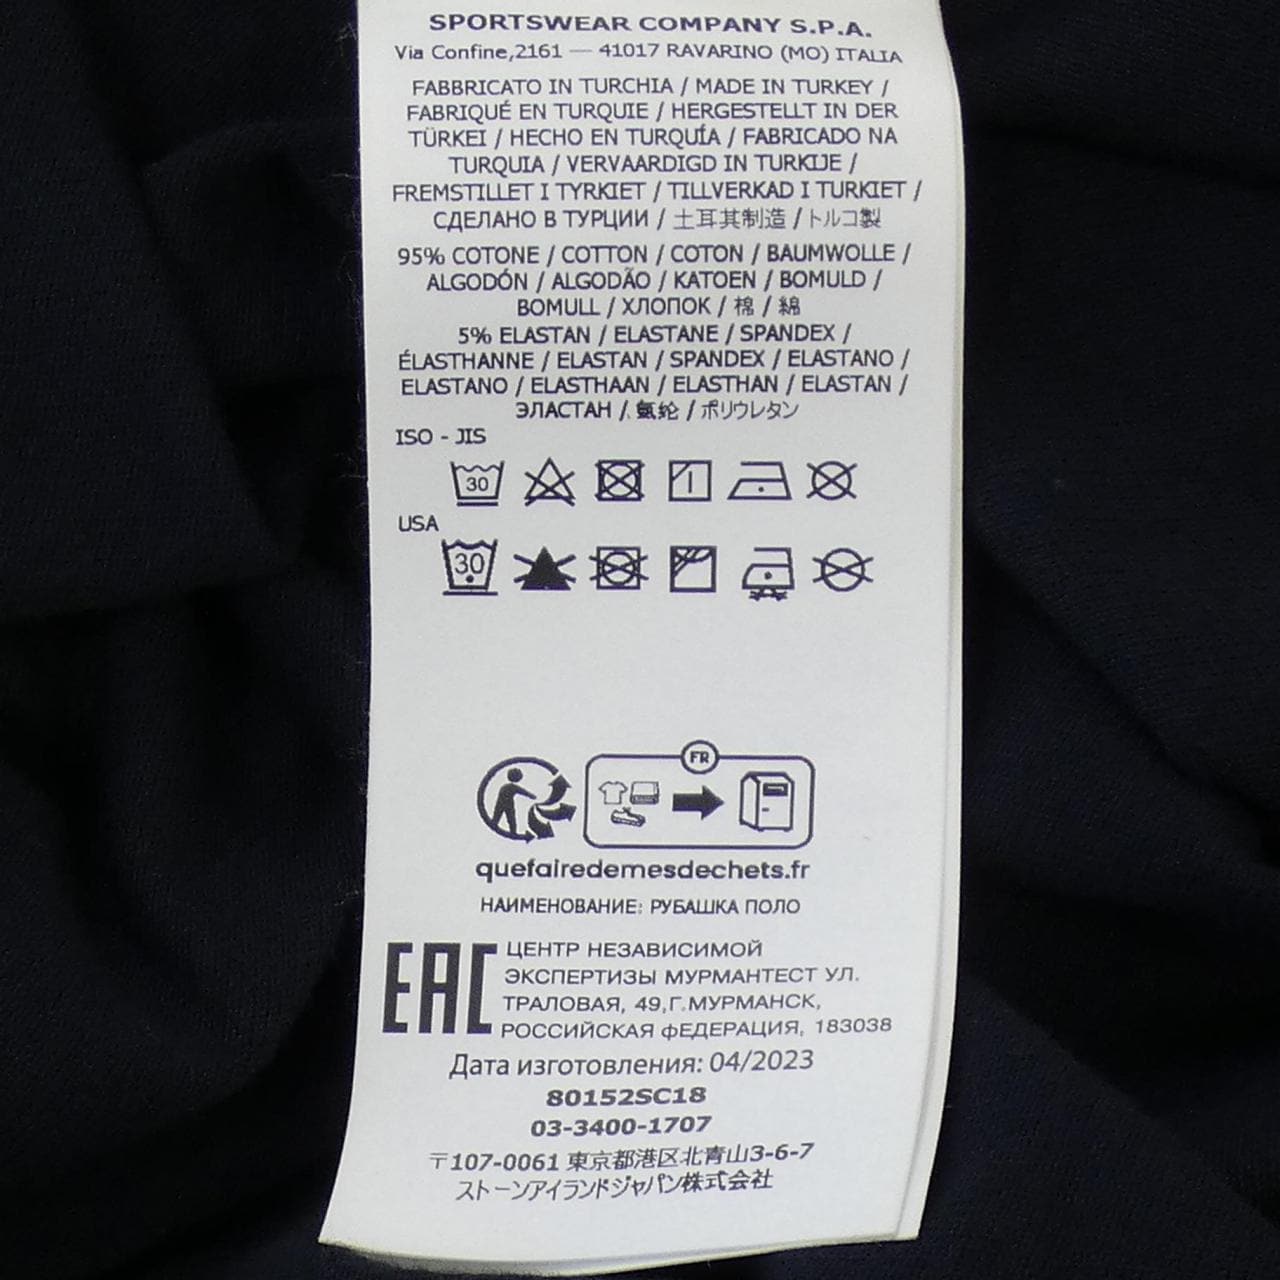 SPORTSWEAR COMPANY S.P.A.
Via Confine,2161 — 41017 RAVARINO (MO) ITALIA
FABBRICATO IN TURCHIA / MADE IN TURKEY /
FABRIQUÉ EN TURQUIE / HERGESTELLT IN DER
TÜRKEI / HECHO EN TURQUÍA / FABRICADO NA
TURQUIA / VERVAARDIGD IN TURKIJE /
FREMSTILLET I TYRKIET / TILLVERKAD I TURKIET /
СДЕЛАНО В ТУРЦИИ / 土耳其制造 / トルコ製
95% COTONE / COTTON / COTON / BAUMWOLLE /
ALGODÓN / ALGODÃO / KATOEN / BOMULD /
BOMULL / ХЛОПОК / 棉 / 綿
5% ELASTAN / ELASTANE / SPANDEX /
ÉLASTHANNE / ELASTAN / SPANDEX / ELASTANO /
ELASTANO / ELASTHAAN / ELASTHAN / ELASTAN /
ЭЛАСТАН / 氨纶 / ポリウレタン
ISO - JIS
30
USA
30
FR
quefairedemesdechets.fr
НАИМЕНОВАНИЕ: РУБАШКА ПОЛО
EAC ЦЕНТР НЕЗАВИСИМОЙ
ЭКСПЕРТИЗЫ МУРМАНТЕСТ УЛ.
ТРАЛОВАЯ, 49,Г.МУРМАНСК,
РОССИЙСКАЯ ФЕДЕРАЦИЯ, 183038
Дата изготовления: 04/2023
80152SC18
03-3400-1707
〒107-0061 東京都港区北青山3-6-7
ストーンアイランドジャパン株式会社